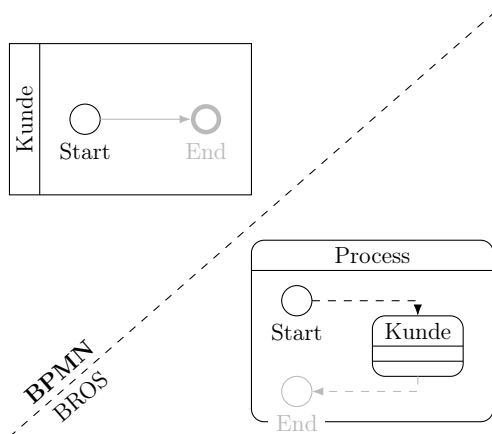 Kunde
Start
End
Process
Start
Kunde
End
BPMN
BROS